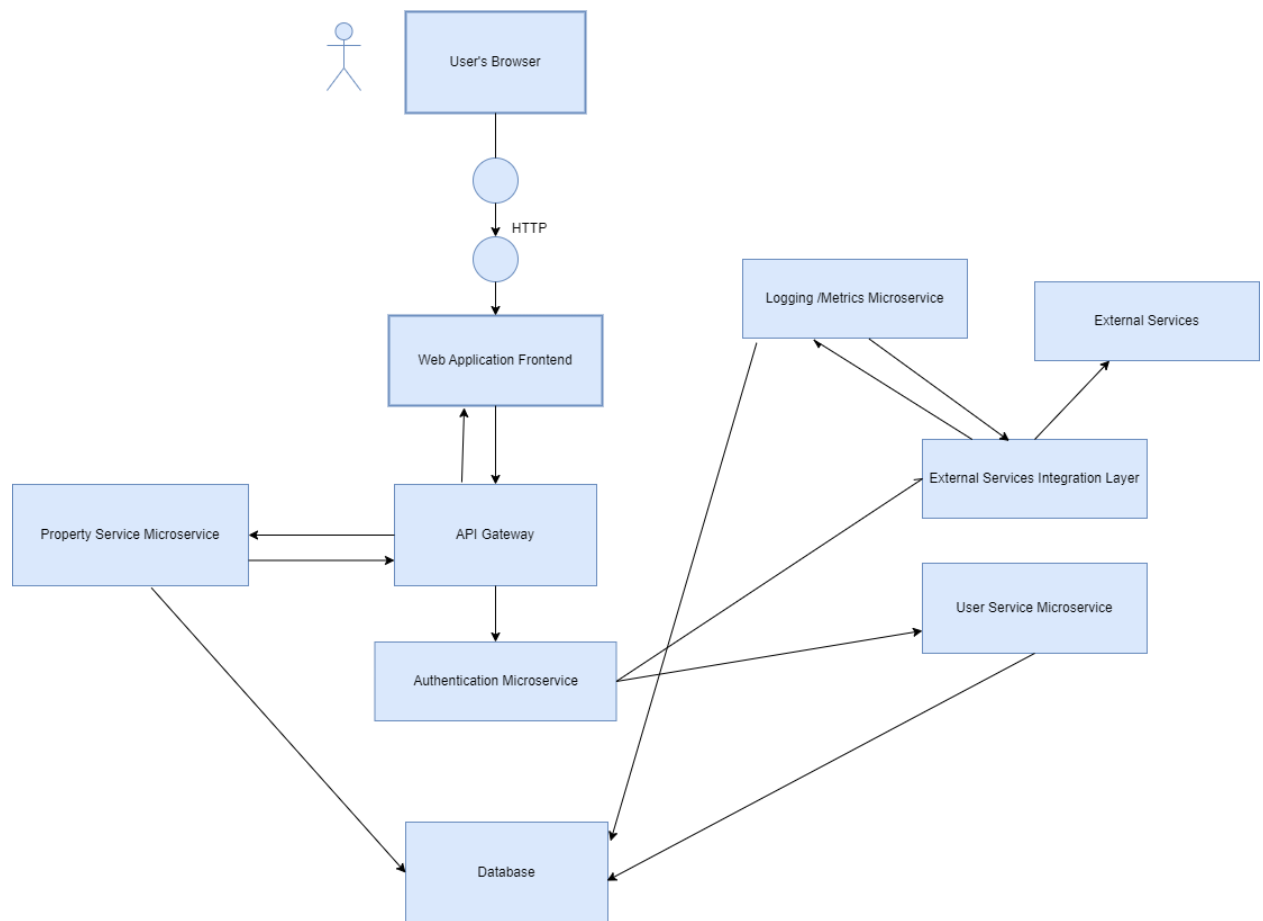 User's Browser
HTTP
Logging /Metrics Microservice
External Services
Web Application Frontend
External Services Integration Layer
Property Service Microservice
API Gateway
User Service Microservice
Authentication Microservice
Database